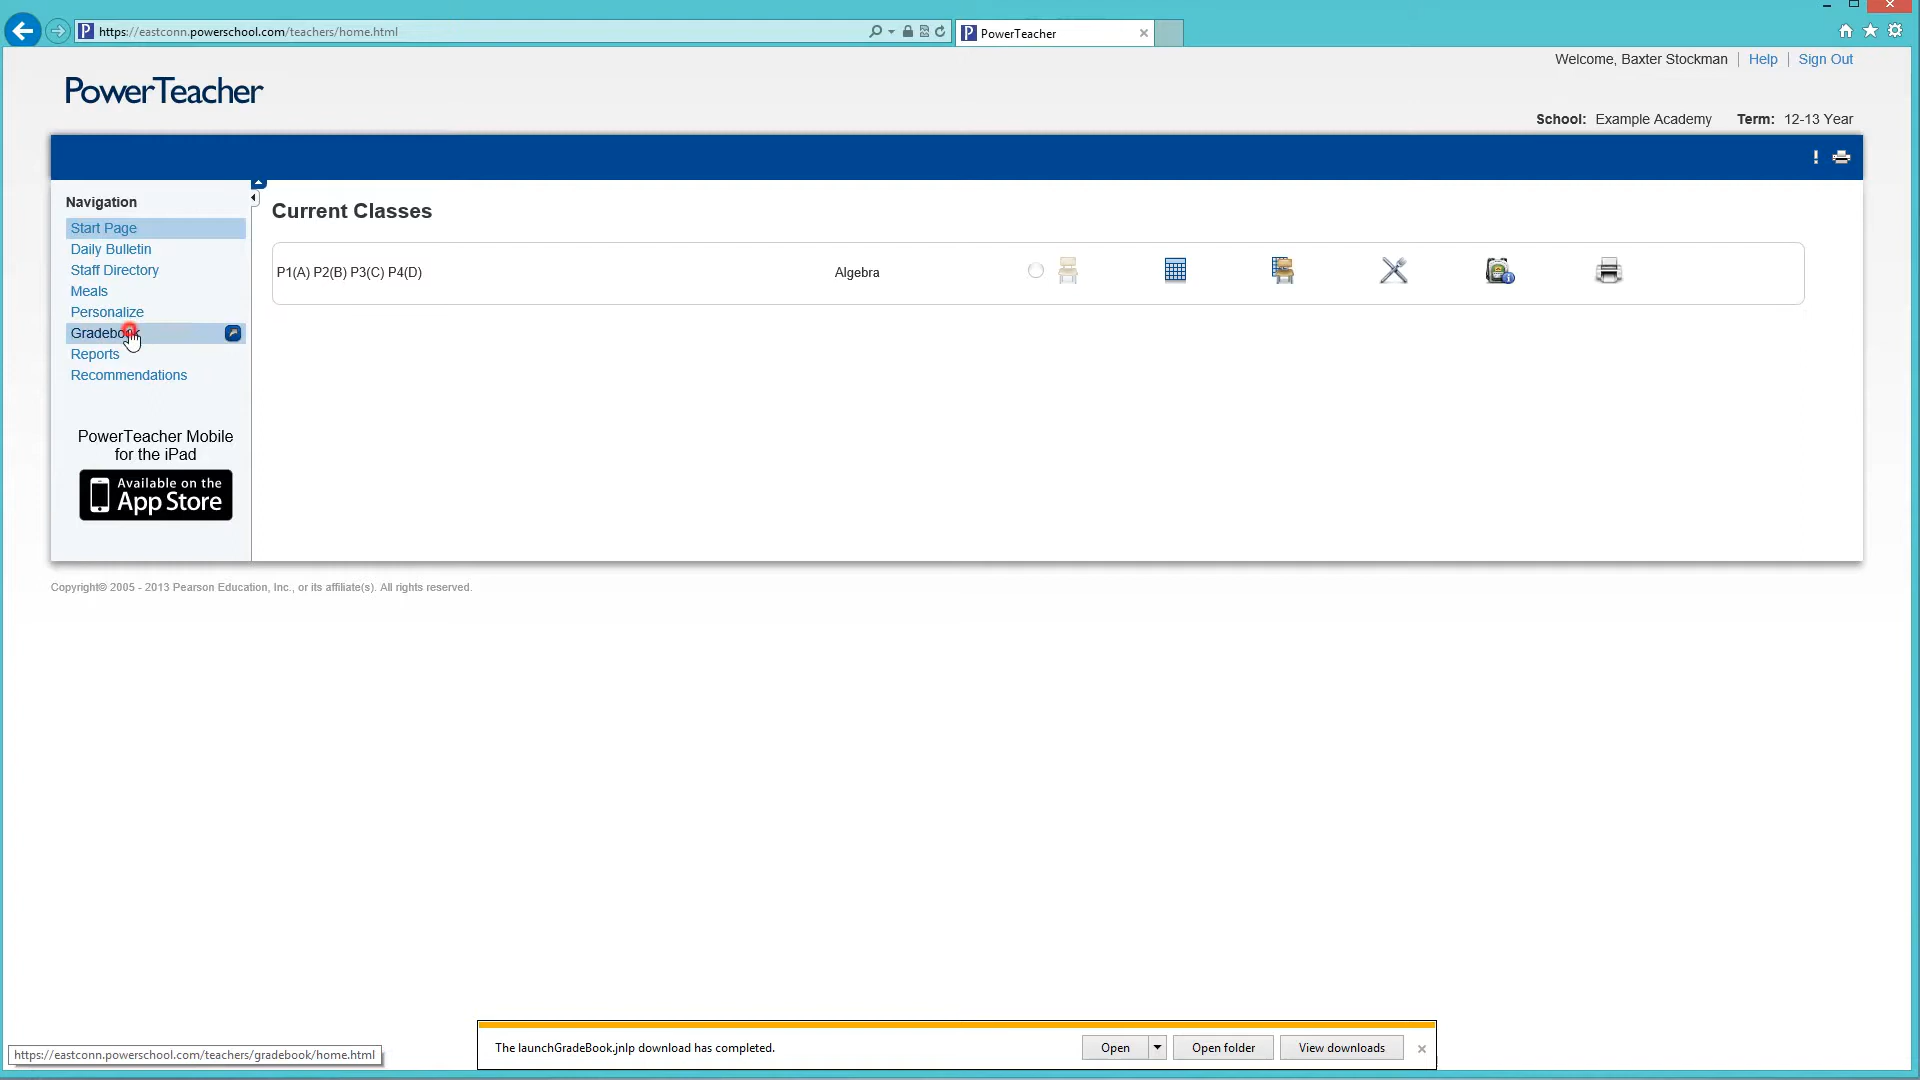 https://eastconn.powerschool.com/teachers/home.html
PowerTeacher
Welcome, Baxter Stockman
Help
Sign Out
PowerTeacher
School: Example Academy Term: 12-13 Year
Navigation
Start Page
Daily Bulletin
Staff Directory
Meals
Personalize
Gradebook
Reports
Recommendations
PowerTeacher Mobile
for the iPad
Available on the
App Store
Current Classes
P1(A) P2(B) P3(C) P4(D) Algebra
Copyright© 2005 - 2013 Pearson Education, Inc., or its affiliate(s). All rights reserved.
https://eastconn.powerschool.com/teachers/gradebook/home.html
The launchGradeBook.jnlp download has completed.
Open
Open folder
View downloads